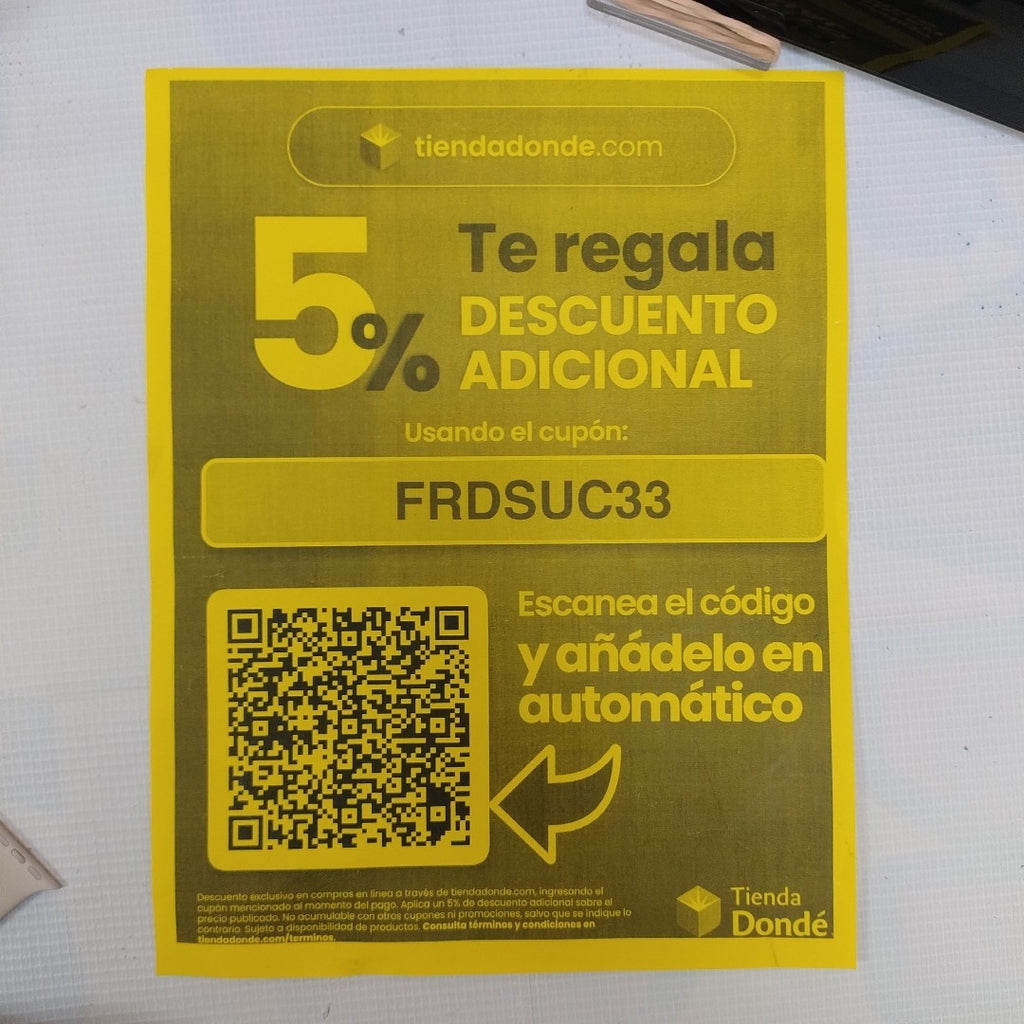 tiendadonde.com
5%
Te regala
DESCUENTO
ADICIONAL
Usando el cupón:
FRDSUC33
Escanea el código
y añádelo en
automático
Descuento exclusivo en compras en linea a través de tiendadonde.com, ingresando el
cupón mencionado al momento del pago. Aplica un 5% de descuento adicional sobre el
precio publicado. No acumulable con otros cupones ni promociones, salvo que se indique lo
contrario. Sujeto a disponibilidad de productos. Consulta términos y condiciones en
tiendadonde.com/terminos.
Tienda
Dondé